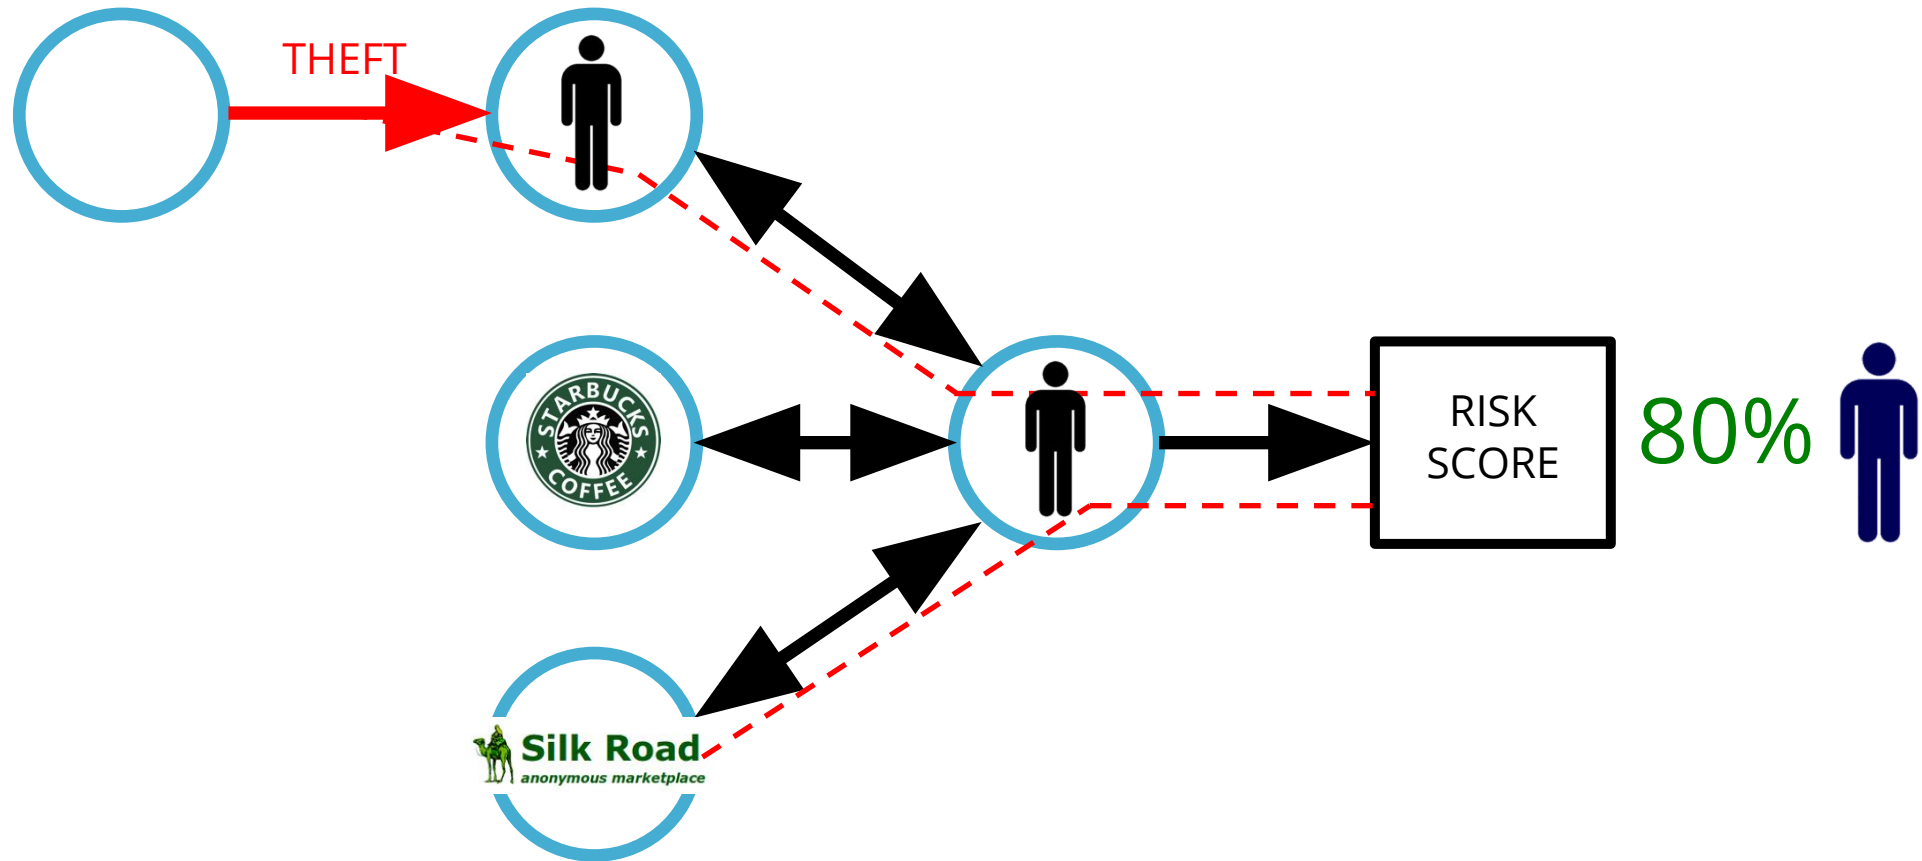 THEFT
STARBUCKS
COFFEE
RISK
SCORE
80%
Silk Road
anonymous marketplace